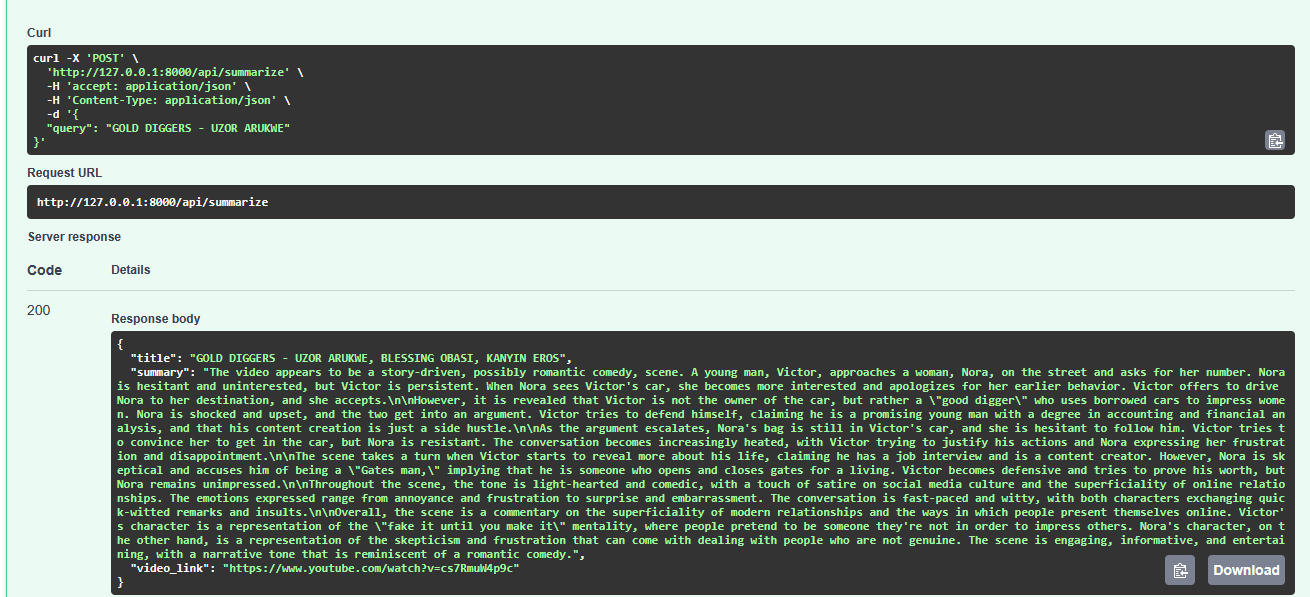 Curl
curl -X 'POST' \
  'http://127.0.0.1:8000/api/summarize' \
  -H 'accept: application/json' \
  -H 'Content-Type: application/json' \
  -d '{
  "query": "GOLD DIGGERS - UZOR ARUKWE"
}'
Request URL
http://127.0.0.1:8000/api/summarize
Server response
Code Details
200
Response body
{
  "title": "GOLD DIGGERS - UZOR ARUKWE, BLESSING OBASI, KANYIN EROS",
  "summary": "The video appears to be a story-driven, possibly romantic comedy, scene. A young man, Victor, approaches a woman, Nora, on the street and asks for her number. Nora
is hesitant and uninterested, but Victor is persistent. When Nora sees Victor's car, she becomes more interested and apologizes for her earlier behavior. Victor offers to drive
Nora to her destination, and she accepts.\n\nHowever, it is revealed that Victor is not the owner of the car, but rather a \"good digger\" who uses borrowed cars to impress wome
n. Nora is shocked and upset, and the two get into an argument. Victor tries to defend himself, claiming he is a promising young man with a degree in accounting and financial an
alysis, and that his content creation is just a side hustle.\n\nAs the argument escalates, Nora's bag is still in Victor's car, and she is hesitant to follow him. Victor tries t
o convince her to get in the car, but Nora is resistant. The conversation becomes increasingly heated, with Victor trying to justify his actions and Nora expressing her frustrat
ion and disappointment.\n\nThe scene takes a turn when Victor starts to reveal more about his life, claiming he has a job interview and is a content creator. However, Nora is sk
eptical and accuses him of being a \"Gates man,\" implying that he is someone who opens and closes gates for a living. Victor becomes defensive and tries to prove his worth, but
Nora remains unimpressed.\n\nThroughout the scene, the tone is light-hearted and comedic, with a touch of satire on social media culture and the superficiality of online relatio
nships. The emotions expressed range from annoyance and frustration to surprise and embarrassment. The conversation is fast-paced and witty, with both characters exchanging quic
k-witted remarks and insults.\n\nOverall, the scene is a commentary on the superficiality of modern relationships and the ways in which people present themselves online. Victor'
s character is a representation of the \"fake it until you make it\" mentality, where people pretend to be someone they're not in order to impress others. Nora's character, on t
he other hand, is a representation of the skepticism and frustration that can come with dealing with people who are not genuine. The scene is engaging, informative, and entertai
ning, with a narrative tone that is reminiscent of a romantic comedy.",
  "video_link": "https://www.youtube.com/watch?v=cs7RmuW4p9c"
}
Download